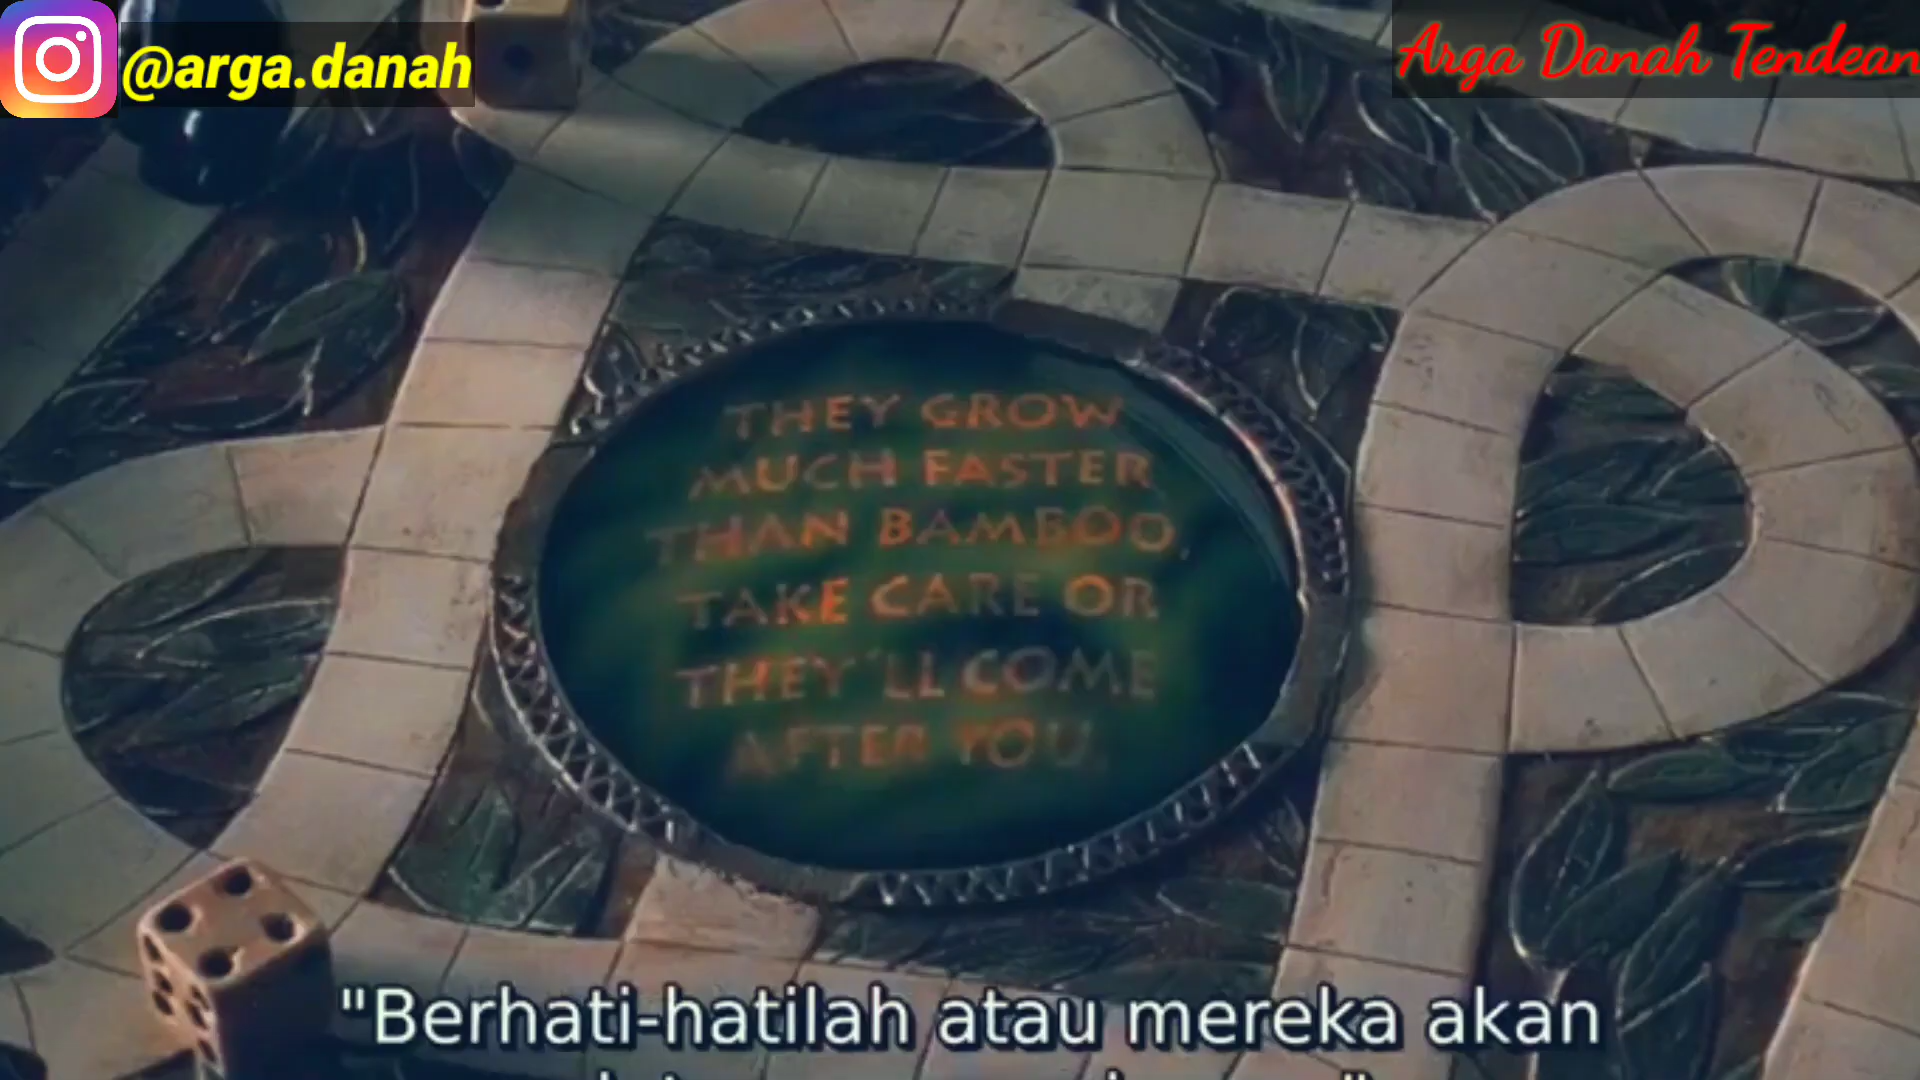 @arga.danah
Arga Danah Tendean
THEY GROW
MUCH FASTER
THAN BAMBOO,
TAKE CARE OR
THEY'LL COME
AFTER YOU.
"Berhati-hatilah atau mereka akan